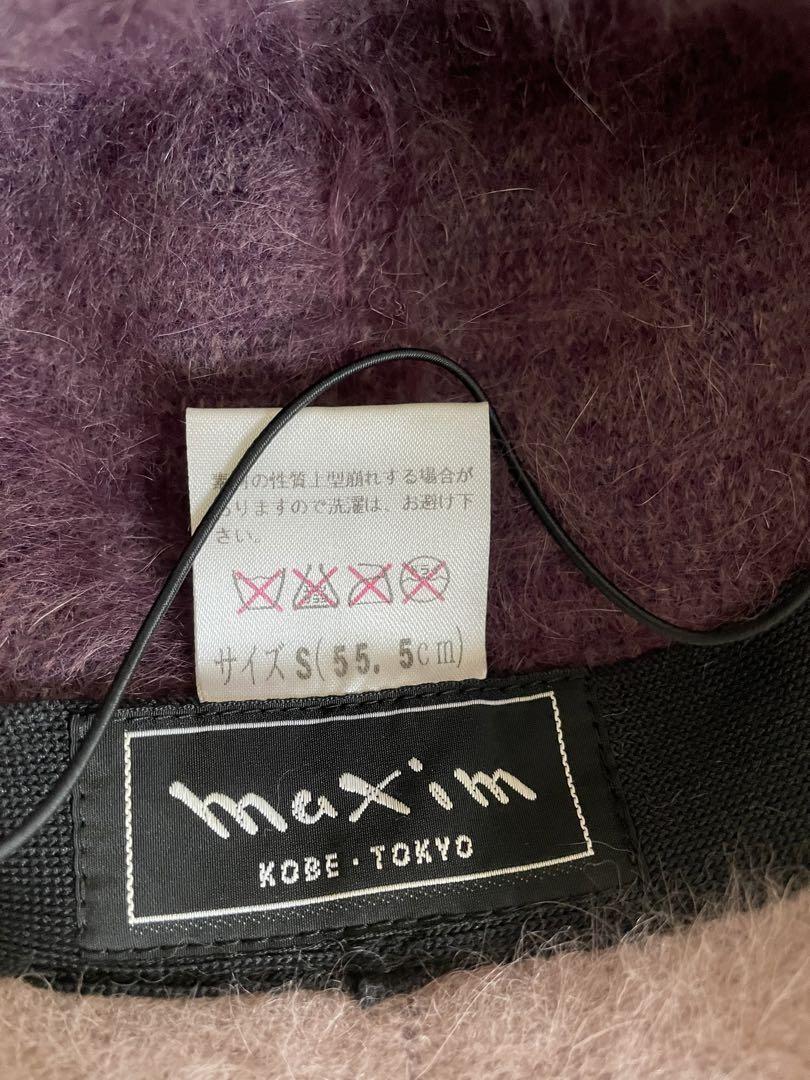 素材の性質上型崩れする場合が
ありますので洗濯は、お避け下
さい。
サイズ S(55.5cm)
maxim
KOBE・TOKYO